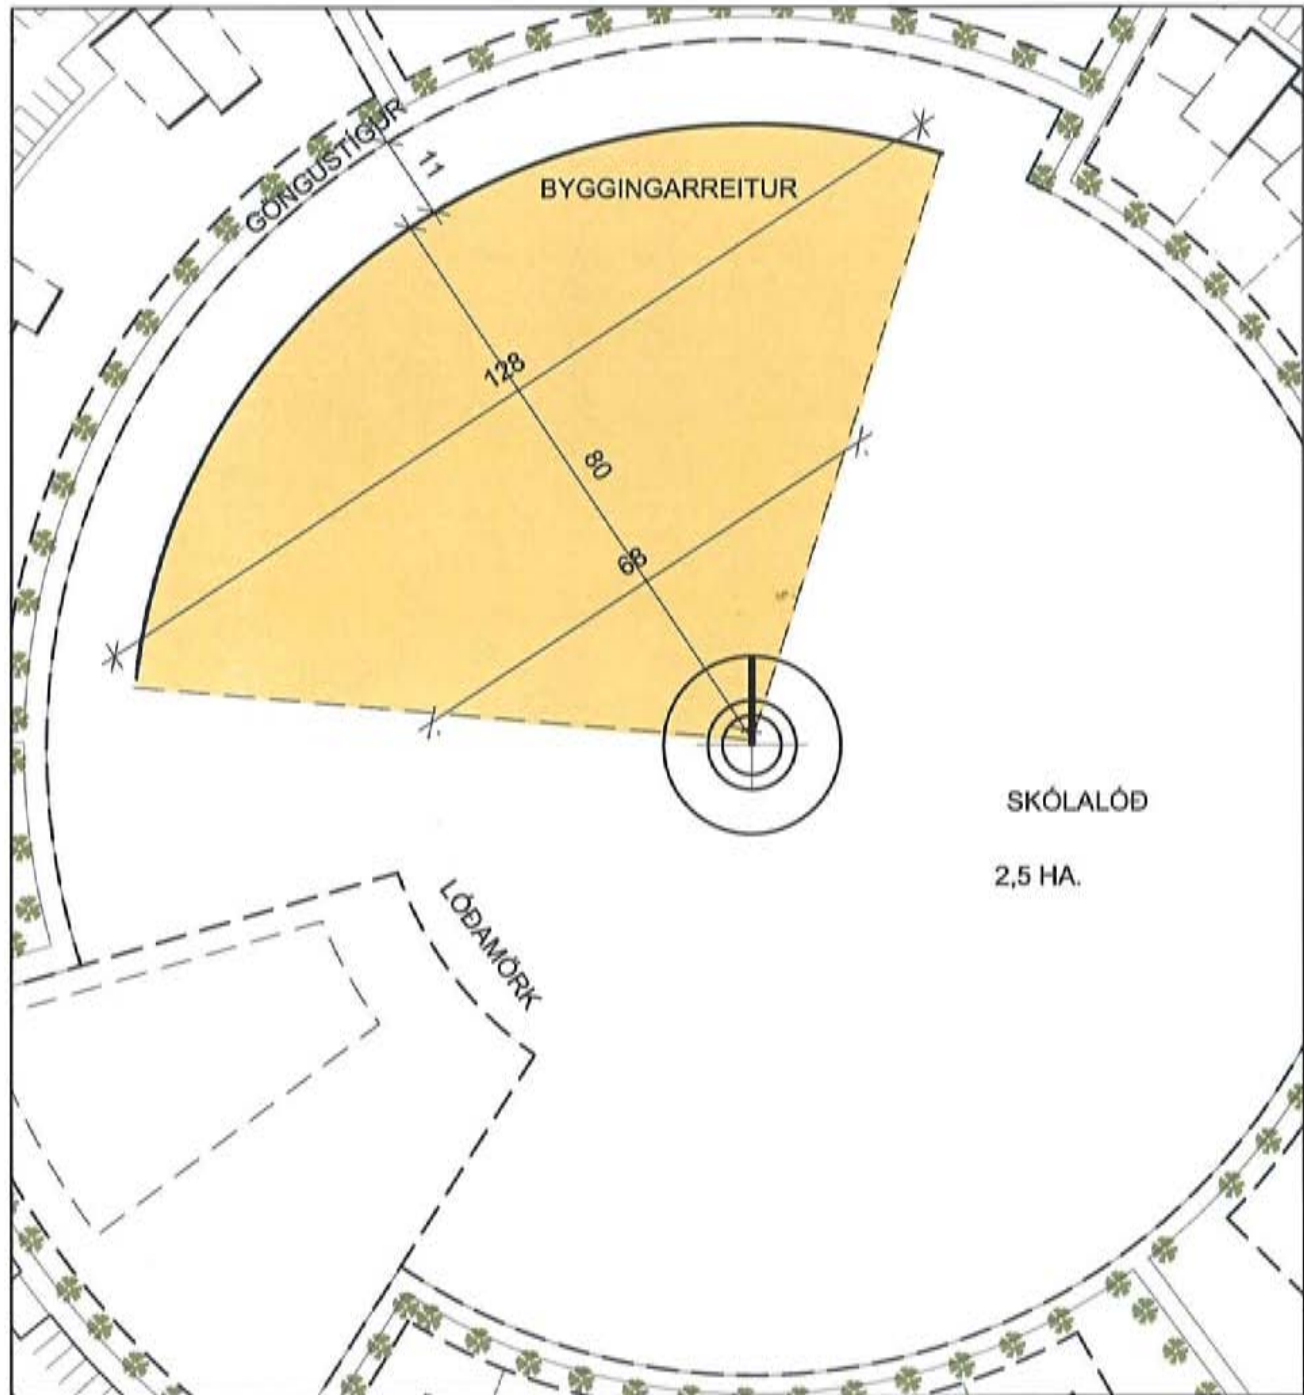 GÖNGUSTÍGUR
11
BYGGINGARREITUR
128
80
68
SKÓLALÓÐ
2,5 HA.
LÓÐAMÖRK